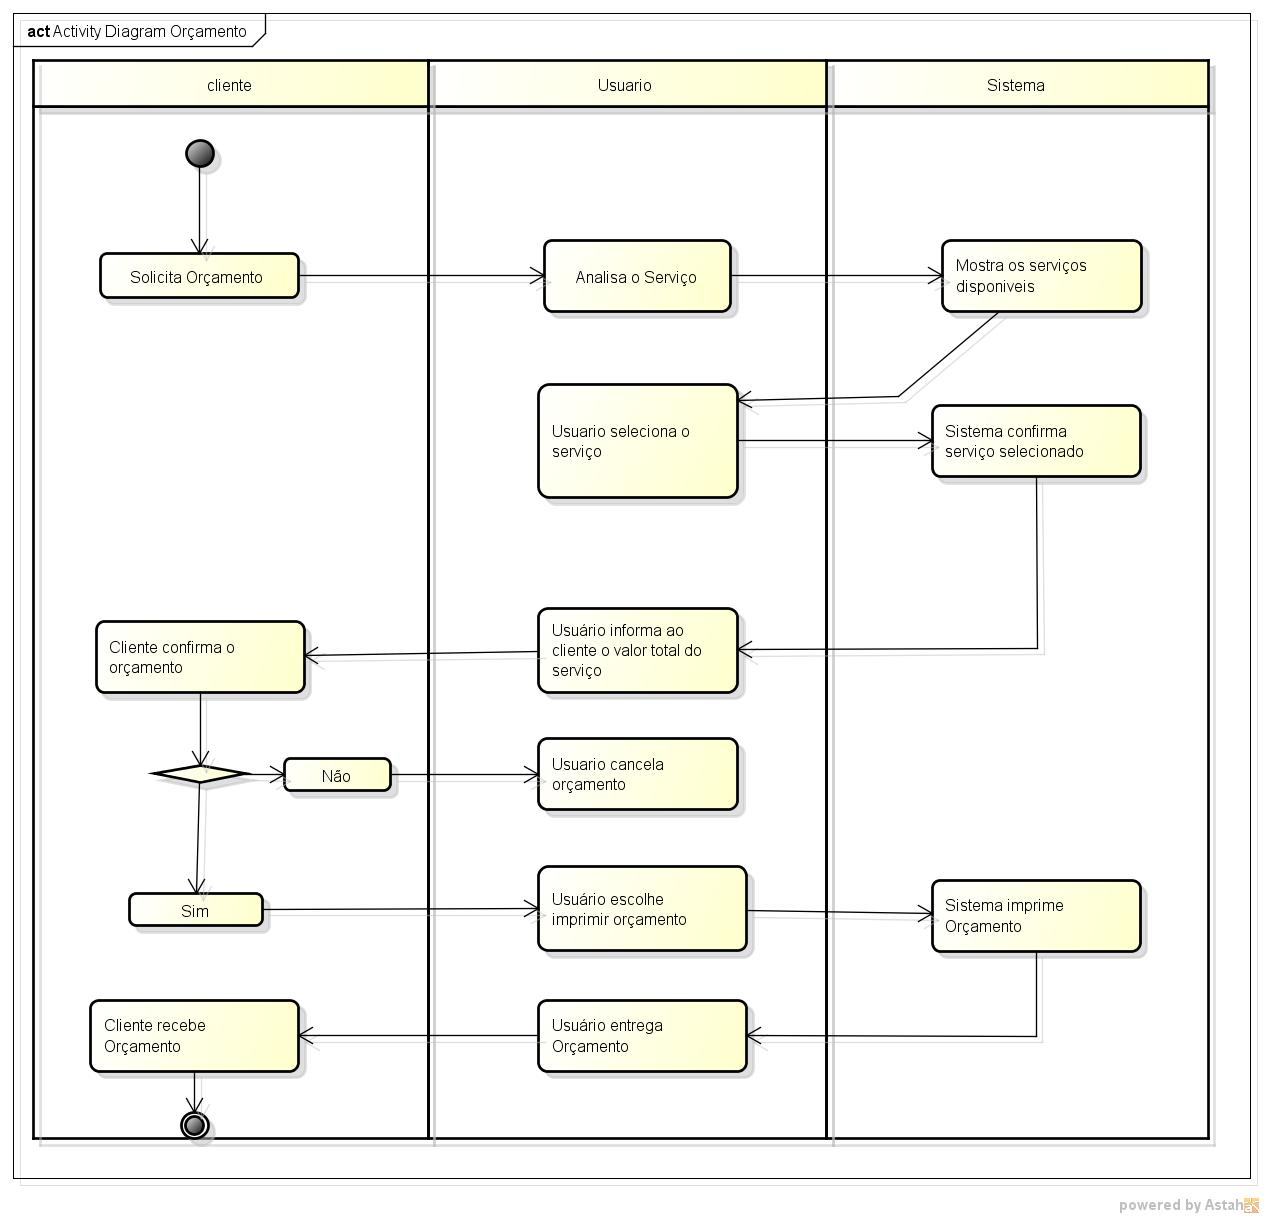 act Activity Diagram Orçamento
cliente
Usuario
Sistema
Solicita Orçamento
Analisa o Serviço
Mostra os serviços
disponiveis
Usuario seleciona o
serviço
Sistema confirma
serviço selecionado
Cliente confirma o
orçamento
Usuário informa ao
cliente o valor total do
serviço
Não
Usuario cancela
orçamento
Sim
Usuário escolhe
imprimir orçamento
Sistema imprime
Orçamento
Cliente recebe
Orçamento
Usuário entrega
Orçamento
powered by Astah